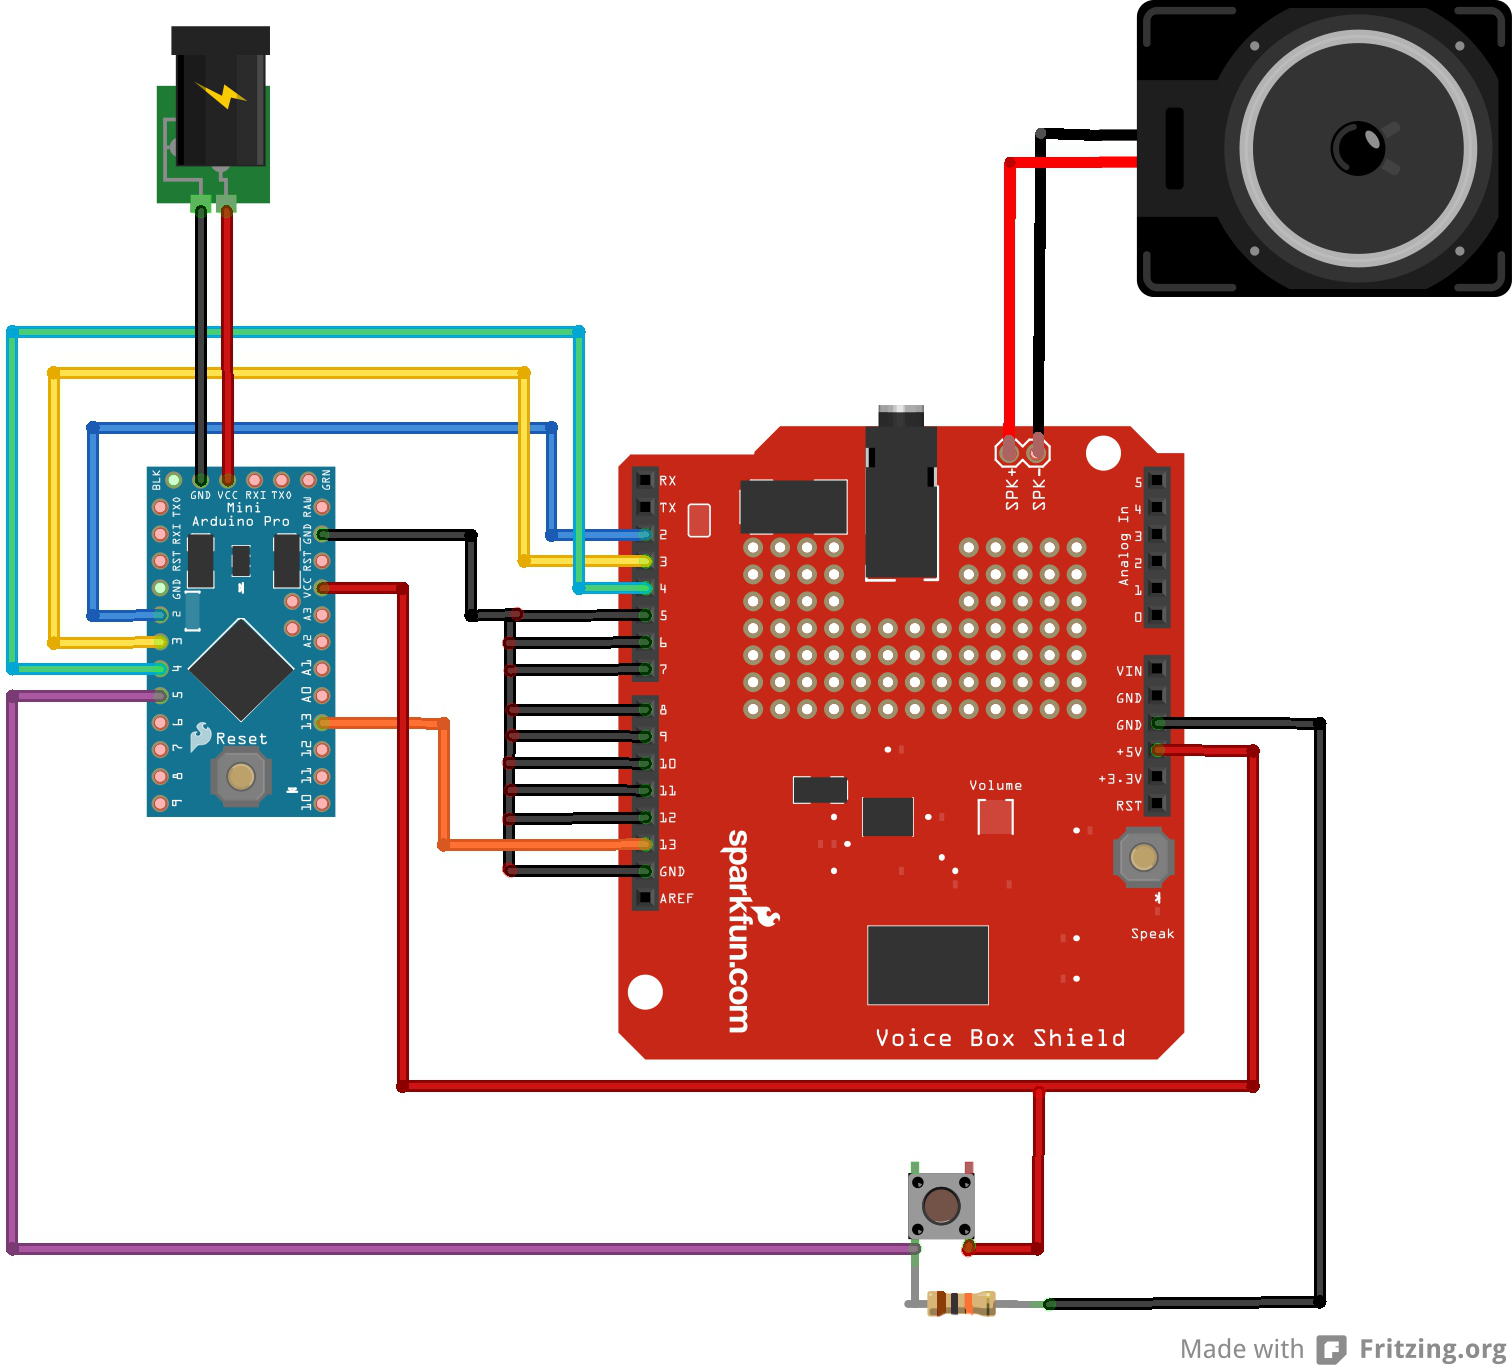 BLK
GND
VCC
RXI
TXO
GRN
Mini
Arduino Pro
TXO
RXI
RST
GND
2
3
4
5
6
7
8
9
RAW
GND
RST
VCC
A3
A2
A1
A0
13
12
11
10
Reset
SPK+
SPK-
RX
TX
2
3
4
5
6
7
8
9
10
11
12
13
GND
AREF
5
4
3
2
1
0
Analog In
VIN
GND
GND
+5V
+3.3V
RST
Volume
Speak
sparkfun.com
Voice Box Shield
Made with Fritzing.org